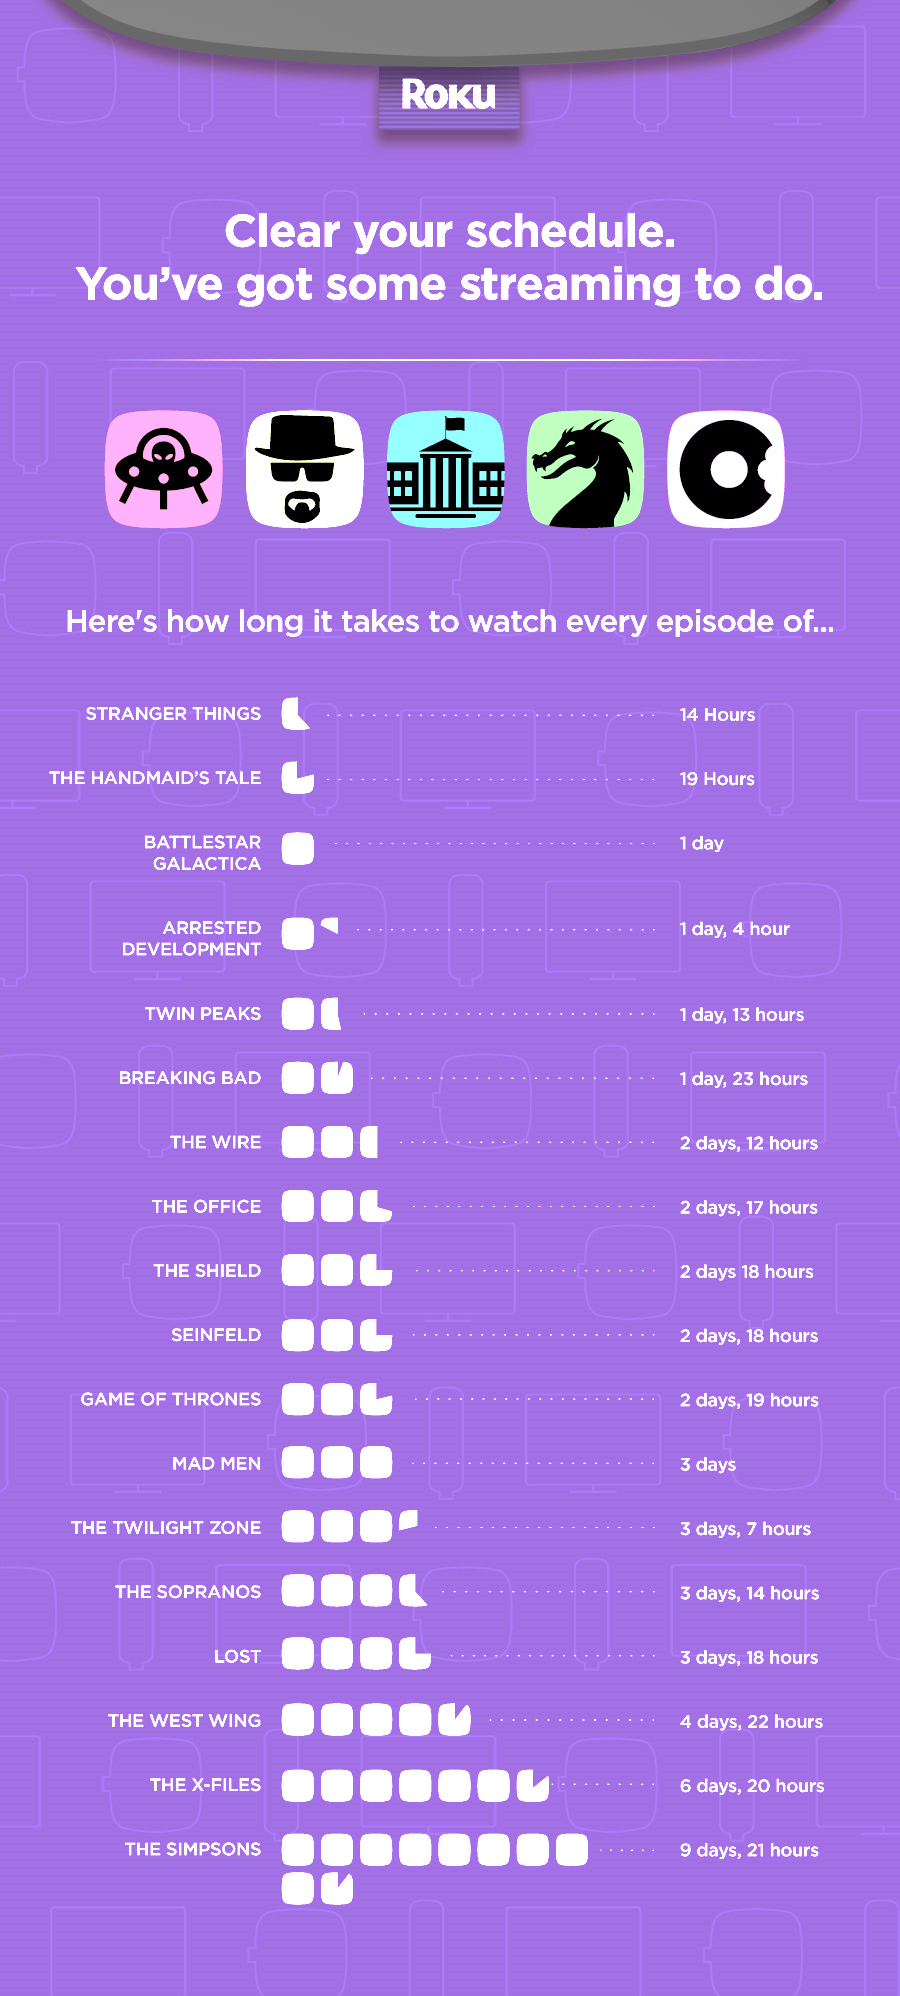 Roku
Clear your schedule.
You've got some streaming to do.
Here's how long it takes to watch every episode of...
STRANGER THINGS 14 Hours
THE HANDMAID'S TALE 19 Hours
BATTLESTAR
GALACTICA 1 day
ARRESTED
DEVELOPMENT 1 day, 4 hour
TWIN PEAKS 1 day, 13 hours
BREAKING BAD 1 day, 23 hours
THE WIRE 2 days, 12 hours
THE OFFICE 2 days, 17 hours
THE SHIELD 2 days 18 hours
SEINFELD 2 days, 18 hours
GAME OF THRONES 2 days, 19 hours
MAD MEN 3 days
THE TWILIGHT ZONE 3 days, 7 hours
THE SOPRANOS 3 days, 14 hours
LOST 3 days, 18 hours
THE WEST WING 4 days, 22 hours
THE X-FILES 6 days, 20 hours
THE SIMPSONS 9 days, 21 hours